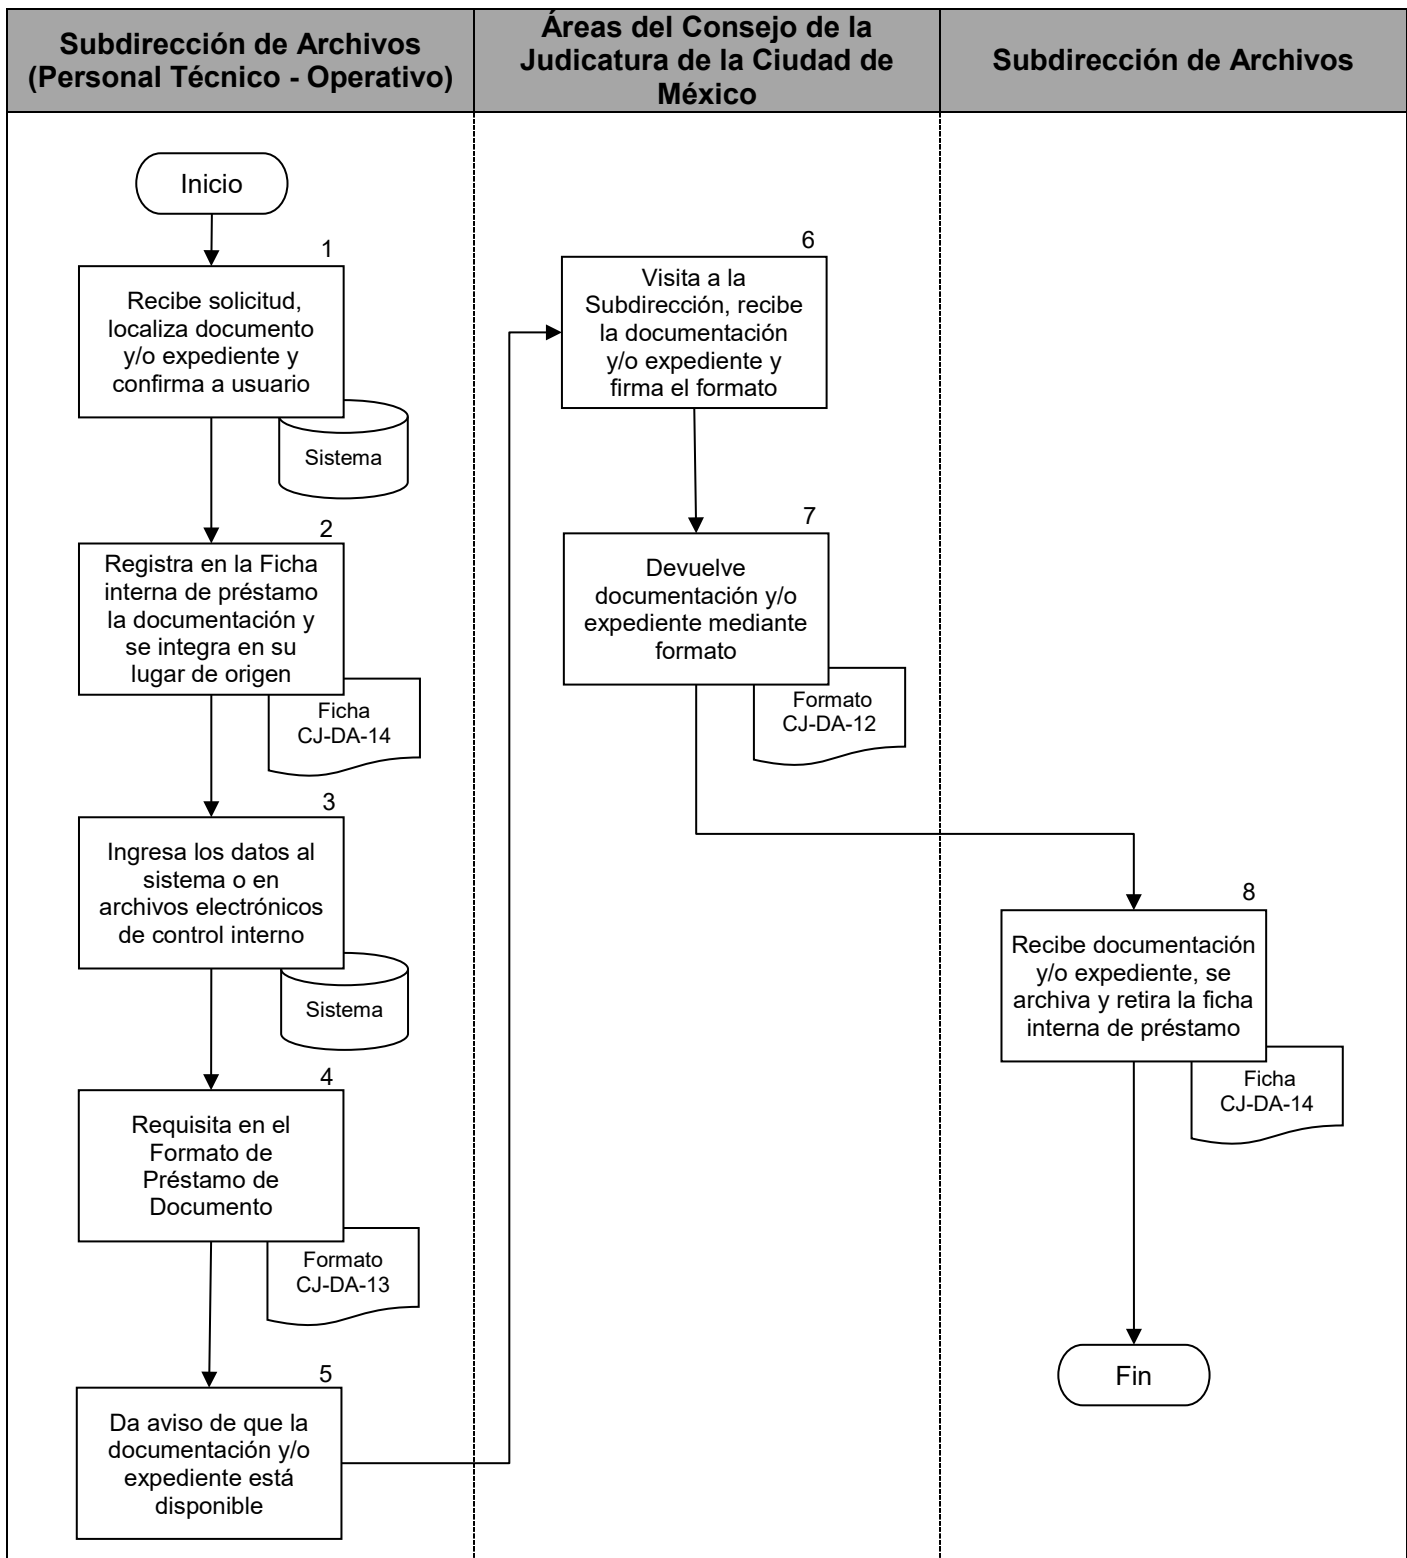 Subdirección de Archivos
(Personal Técnico - Operativo)
Áreas del Consejo de la
Judicatura de la Ciudad de
México
Subdirección de Archivos
Inicio
1
Recibe solicitud,
localiza documento
y/o expediente y
confirma a usuario
Sistema
2
Registra en la Ficha
interna de préstamo
la documentación y
se integra en su
lugar de origen
Ficha
CJ-DA-14
3
Ingresa los datos al
sistema o en
archivos electrónicos
de control interno
Sistema
4
Requisita en el
Formato de
Préstamo de
Documento
Formato
CJ-DA-13
5
Da aviso de que la
documentación y/o
expediente está
disponible
6
Visita a la
Subdirección, recibe
la documentación
y/o expediente y
firma el formato
7
Devuelve
documentación y/o
expediente mediante
formato
Formato
CJ-DA-12
8
Recibe documentación
y/o expediente, se
archiva y retira la ficha
interna de préstamo
Ficha
CJ-DA-14
Fin